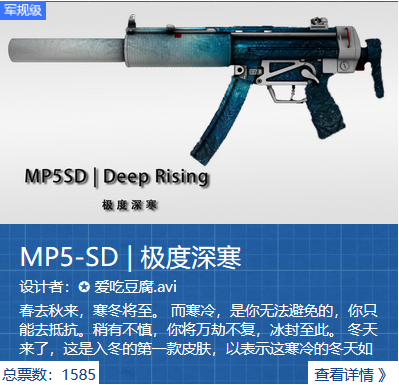 军规级
MP5SD | Deep Rising
极度深寒
MP5-SD | 极度深寒
设计者：✪ 爱吃豆腐.avi
春去秋来，寒冬将至。 而寒冷，是你无法避免的，你只
能去抵抗。稍有不慎，你将万劫不复，冰封至此。 冬天
来了，这是入冬的第一款皮肤，以表示这寒冷的冬天如
总票数：1585
查看详情 》